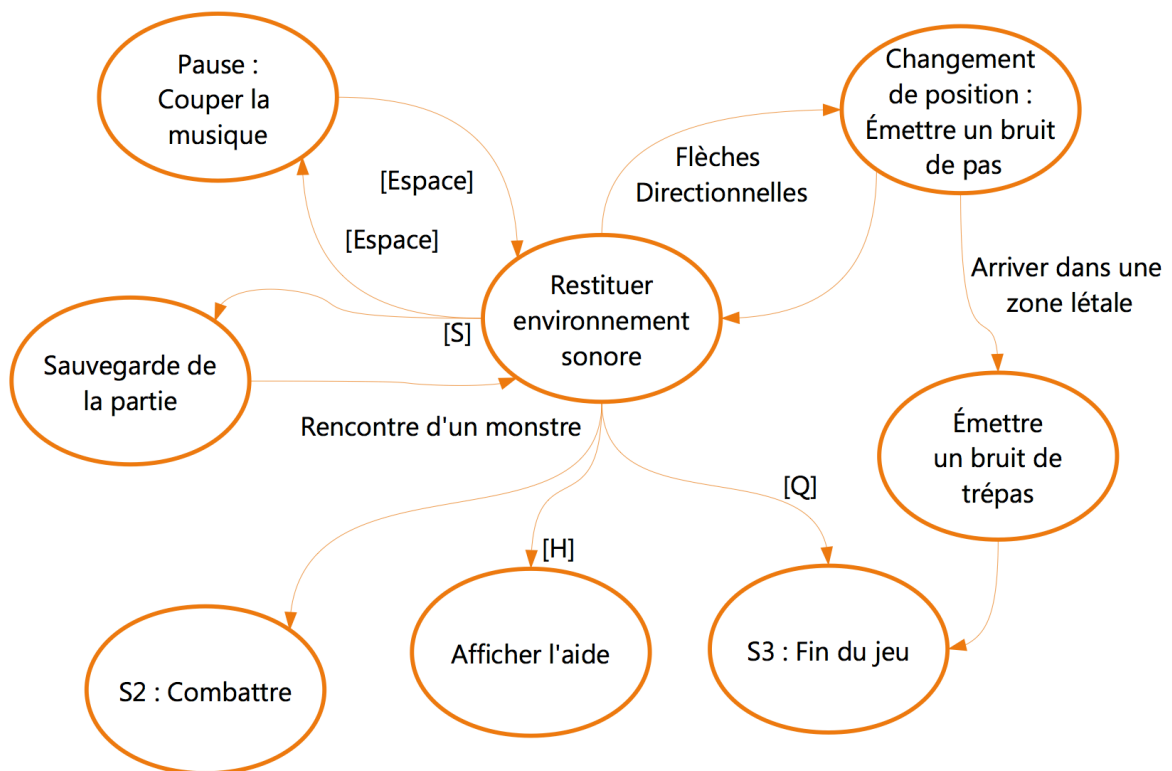 Pause :
Couper la
musique
Changement
de position :
Émettre un bruit
de pas
Flèches
Directionnelles
[Espace]
[Espace]
Arriver dans une
zone létale
Restituer
environnement
sonore
[S]
Sauvegarde de
la partie
Rencontre d'un monstre
Émettre
un bruit de
trépas
[Q]
[H]
S2 : Combattre
Afficher l'aide
S3 : Fin du jeu